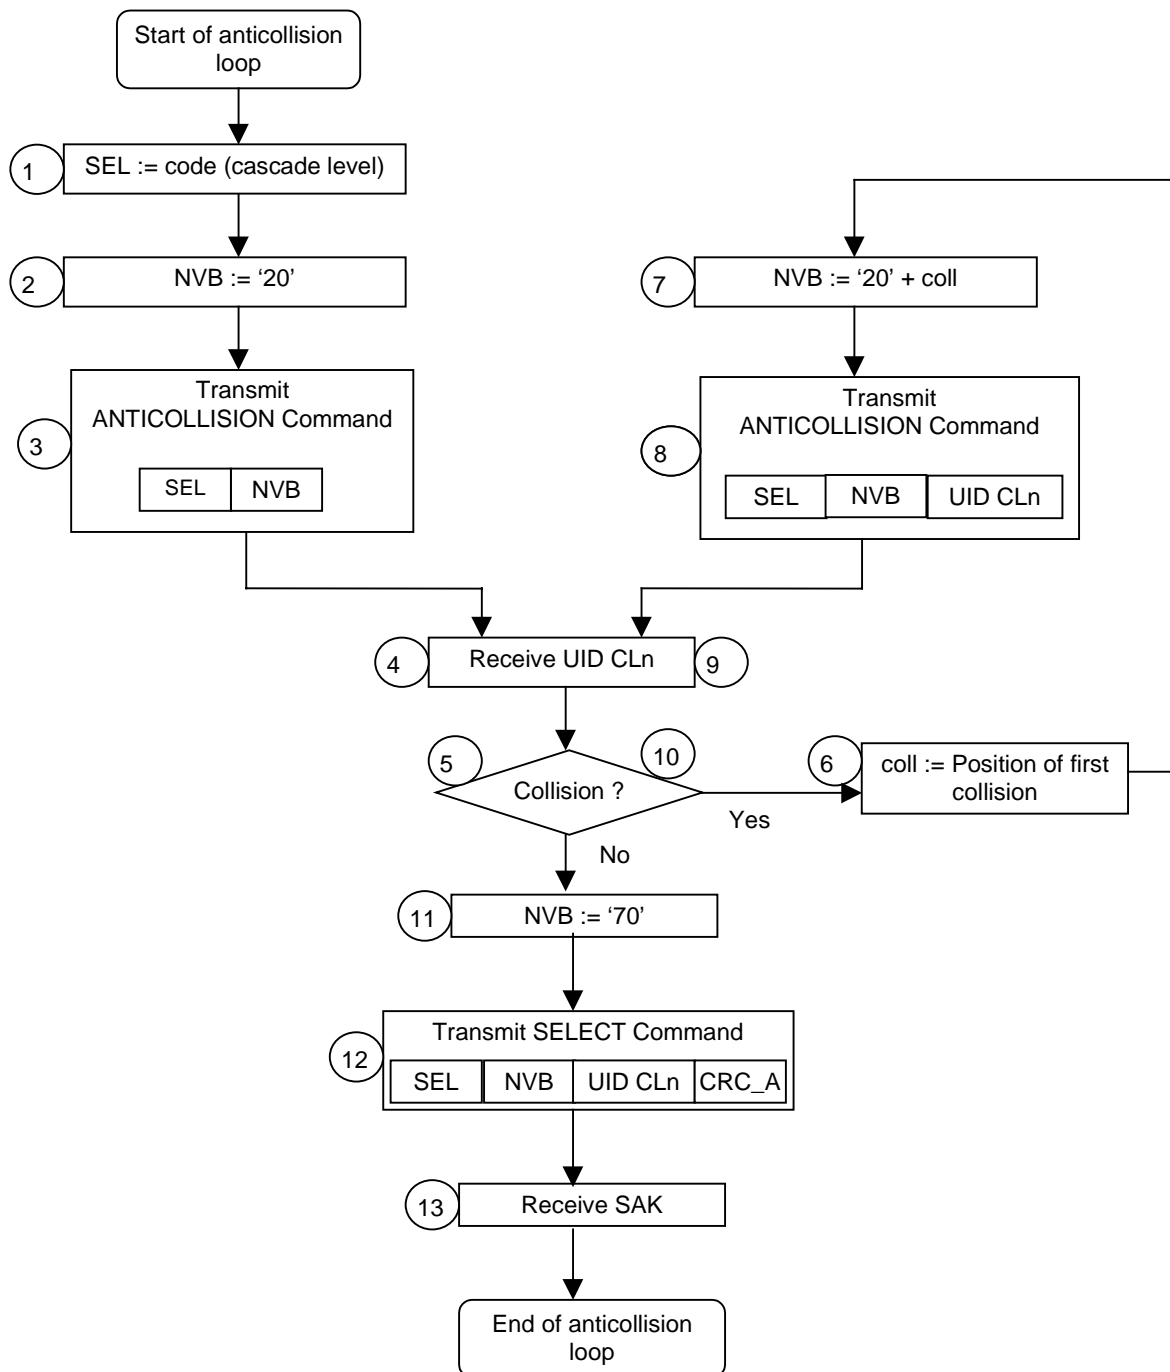 Start of anticollision
loop
1
SEL := code (cascade level)
2
NVB := ‘20’
7
NVB := ‘20’ + coll
3
Transmit
ANTICOLLISION Command
SEL
NVB
8
Transmit
ANTICOLLISION Command
SEL
NVB
UID CLn
4
Receive UID CLn
9
5
Collision ?
10
Yes
No
6
coll := Position of first
collision
11
NVB := ‘70’
12
Transmit SELECT Command
SEL
NVB
UID CLn
CRC_A
13
Receive SAK
End of anticollision
loop